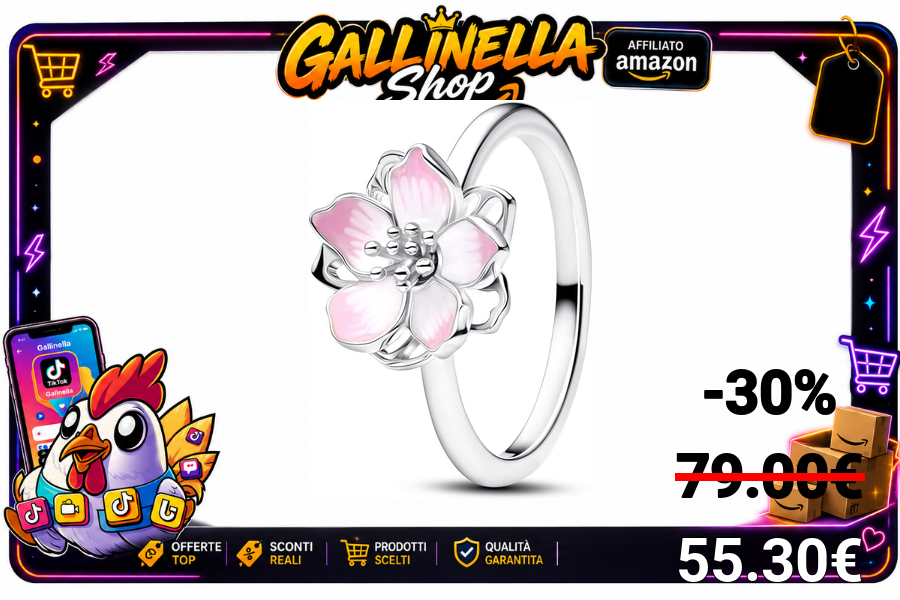 GALLINELLA
Shop
AFFILIATO
amazon
Gallinella
TikTok
Gallinella
-30%
79.00€
55.30€
OFFERTE
TOP
SCONTI
REALI
PRODOTTI
SCELTI
QUALITÀ
GARANTITA